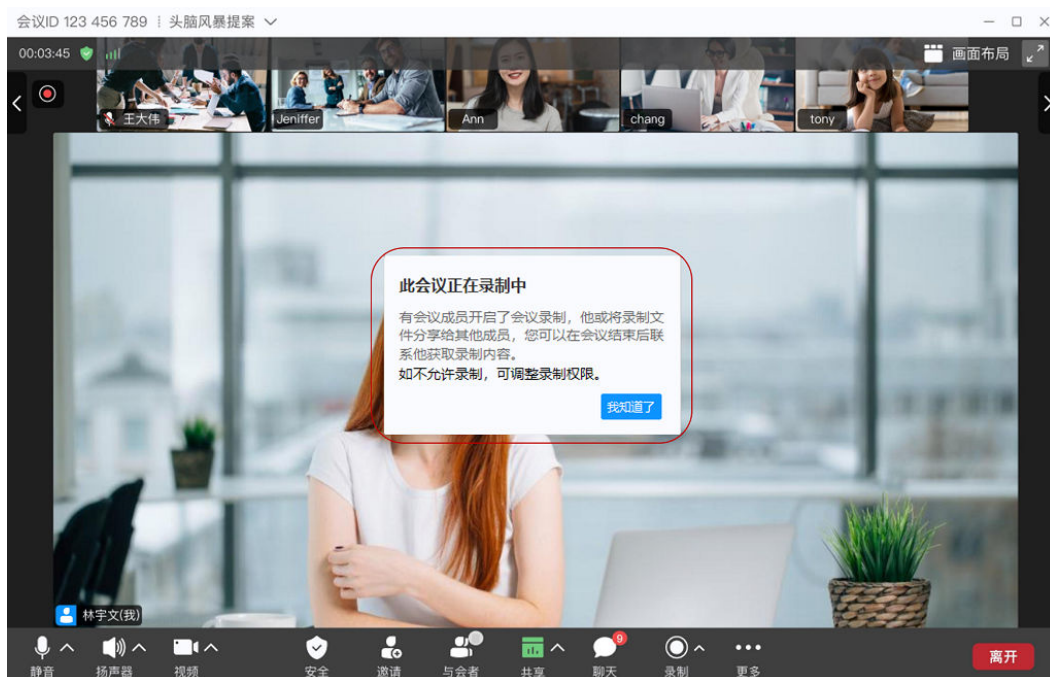 会议ID 123 456 789 ⋮ 头脑风暴提案
00:03:45
画面布局
王大伟
Jeniffer
Ann
chang
tony
此会议正在录制中
有会议成员开启了会议录制，他或将录制文
件分享给其他成员，您可以在会议结束后联
系他获取录制内容。
如不允许录制，可调整录制权限。
我知道了
林宇文(我)
静音
扬声器
视频
安全
邀请
与会者
共享
9
聊天
录制
更多
离开